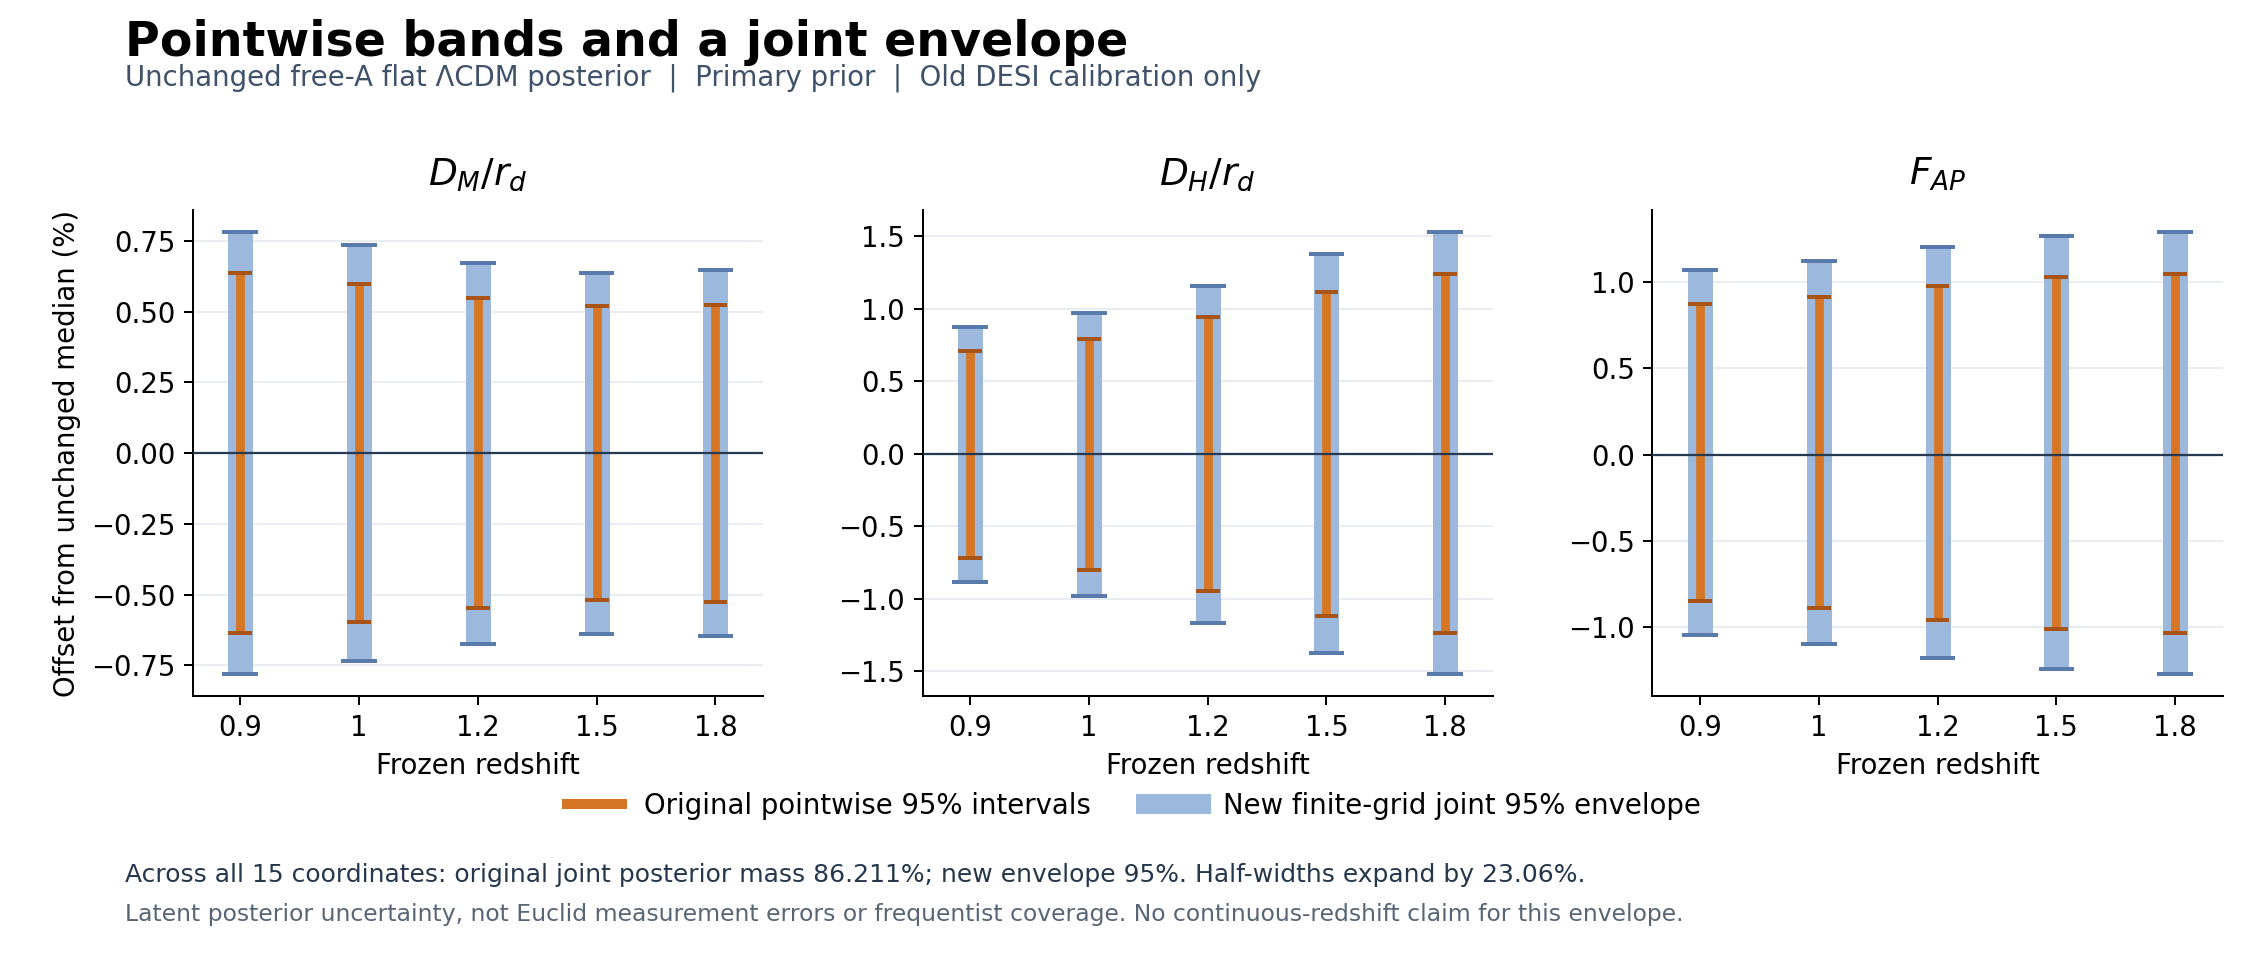 Pointwise bands and a joint envelope
Unchanged free-A flat ΛCDM posterior | Primary prior | Old DESI calibration only
D_M/r_d
D_H/r_d
F_AP
Offset from unchanged median (%)
0.75
0.50
0.25
0.00
−0.25
−0.50
−0.75
0.9 1 1.2 1.5 1.8
Frozen redshift
1.5
1.0
0.5
0.0
−0.5
−1.0
−1.5
0.9 1 1.2 1.5 1.8
Frozen redshift
1.0
0.5
0.0
−0.5
−1.0
0.9 1 1.2 1.5 1.8
Frozen redshift
Original pointwise 95% intervals
New finite-grid joint 95% envelope
Across all 15 coordinates: original joint posterior mass 86.211%; new envelope 95%. Half-widths expand by 23.06%.
Latent posterior uncertainty, not Euclid measurement errors or frequentist coverage. No continuous-redshift claim for this envelope.